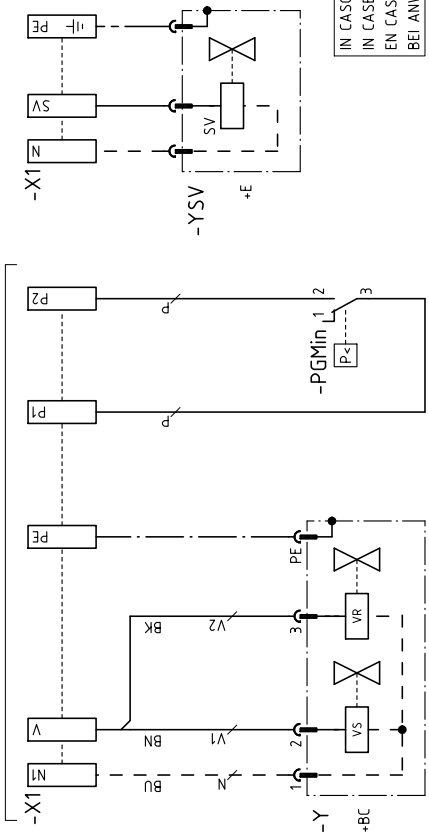 -X1
N1
V
PE
P1
P2
BU
BN
BK
N
V1
V2
P
P
1
2
3
PE
-Y
+BC
VS
VR
-PGMin
1
2
3
P<
-X1
N
SV
PE
-YSV
SV
+E
IN CASO
IN CASE
EN CAS
BEI ANW